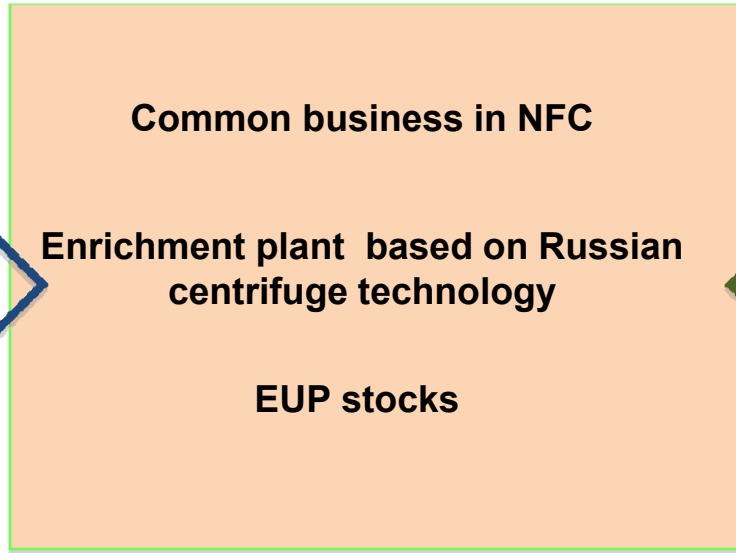 Common business in NFC
Enrichment plant based on Russian
centrifuge technology
EUP stocks